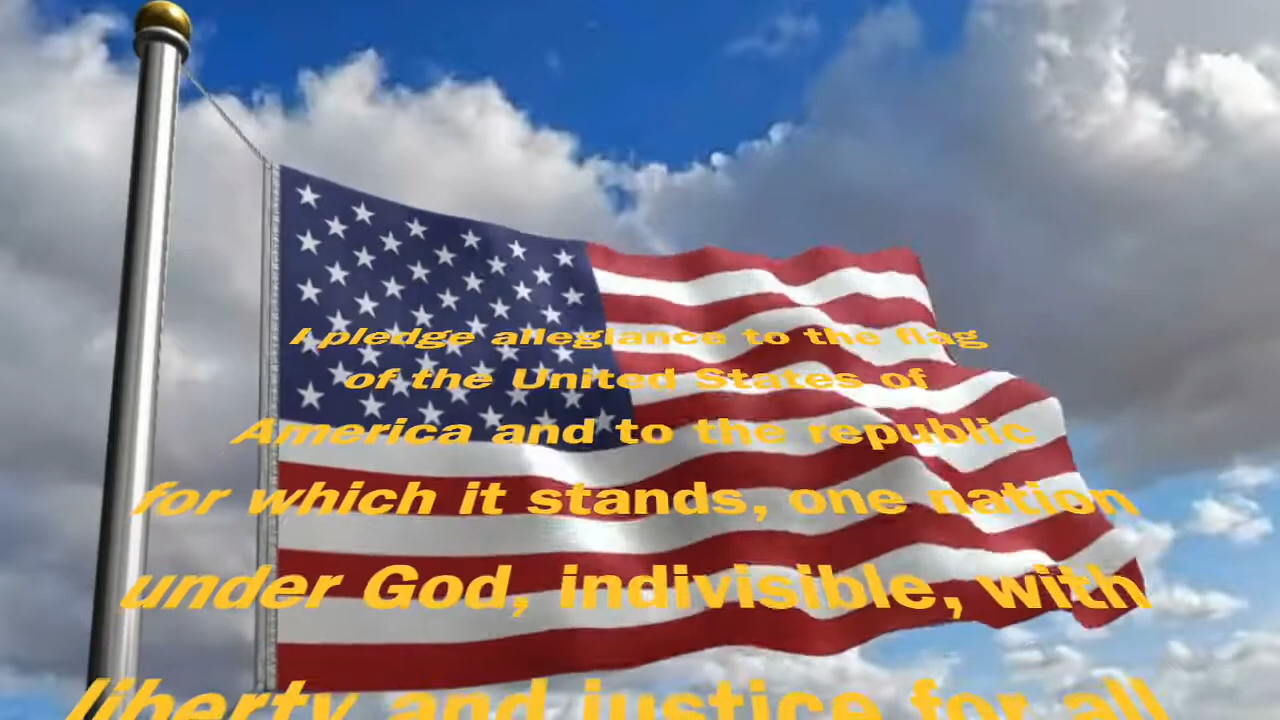 I pledge allegiance to the flag
of the United States of
America and to the republic
for which it stands, one nation
under God, indivisible, with
liberty and justice for all